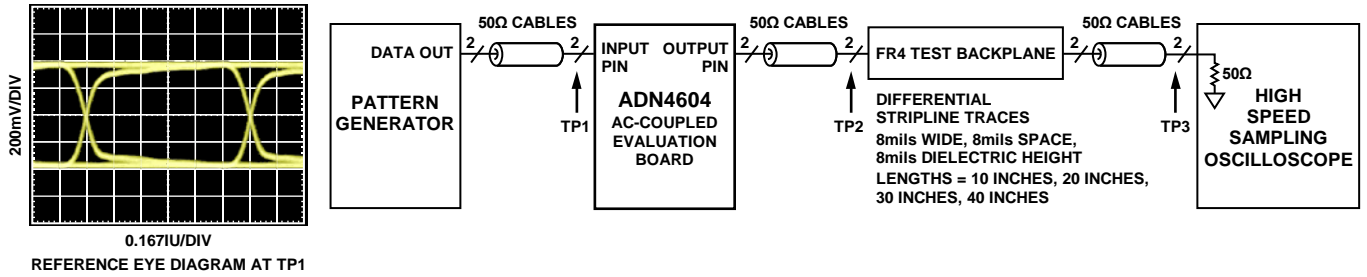 200mV/DIV
0.167IU/DIV
REFERENCE EYE DIAGRAM AT TP1
DATA OUT
PATTERN
GENERATOR
50Ω CABLES
2
2
TP1
INPUT
PIN
OUTPUT
PIN
ADN4604
AC-COUPLED
EVALUATION
BOARD
50Ω CABLES
2
2
TP2
FR4 TEST BACKPLANE
DIFFERENTIAL
STRIPLINE TRACES
8mils WIDE, 8mils SPACE,
8mils DIELECTRIC HEIGHT
LENGTHS = 10 INCHES, 20 INCHES,
30 INCHES, 40 INCHES
50Ω CABLES
2
2
TP3
50Ω
HIGH
SPEED
SAMPLING
OSCILLOSCOPE